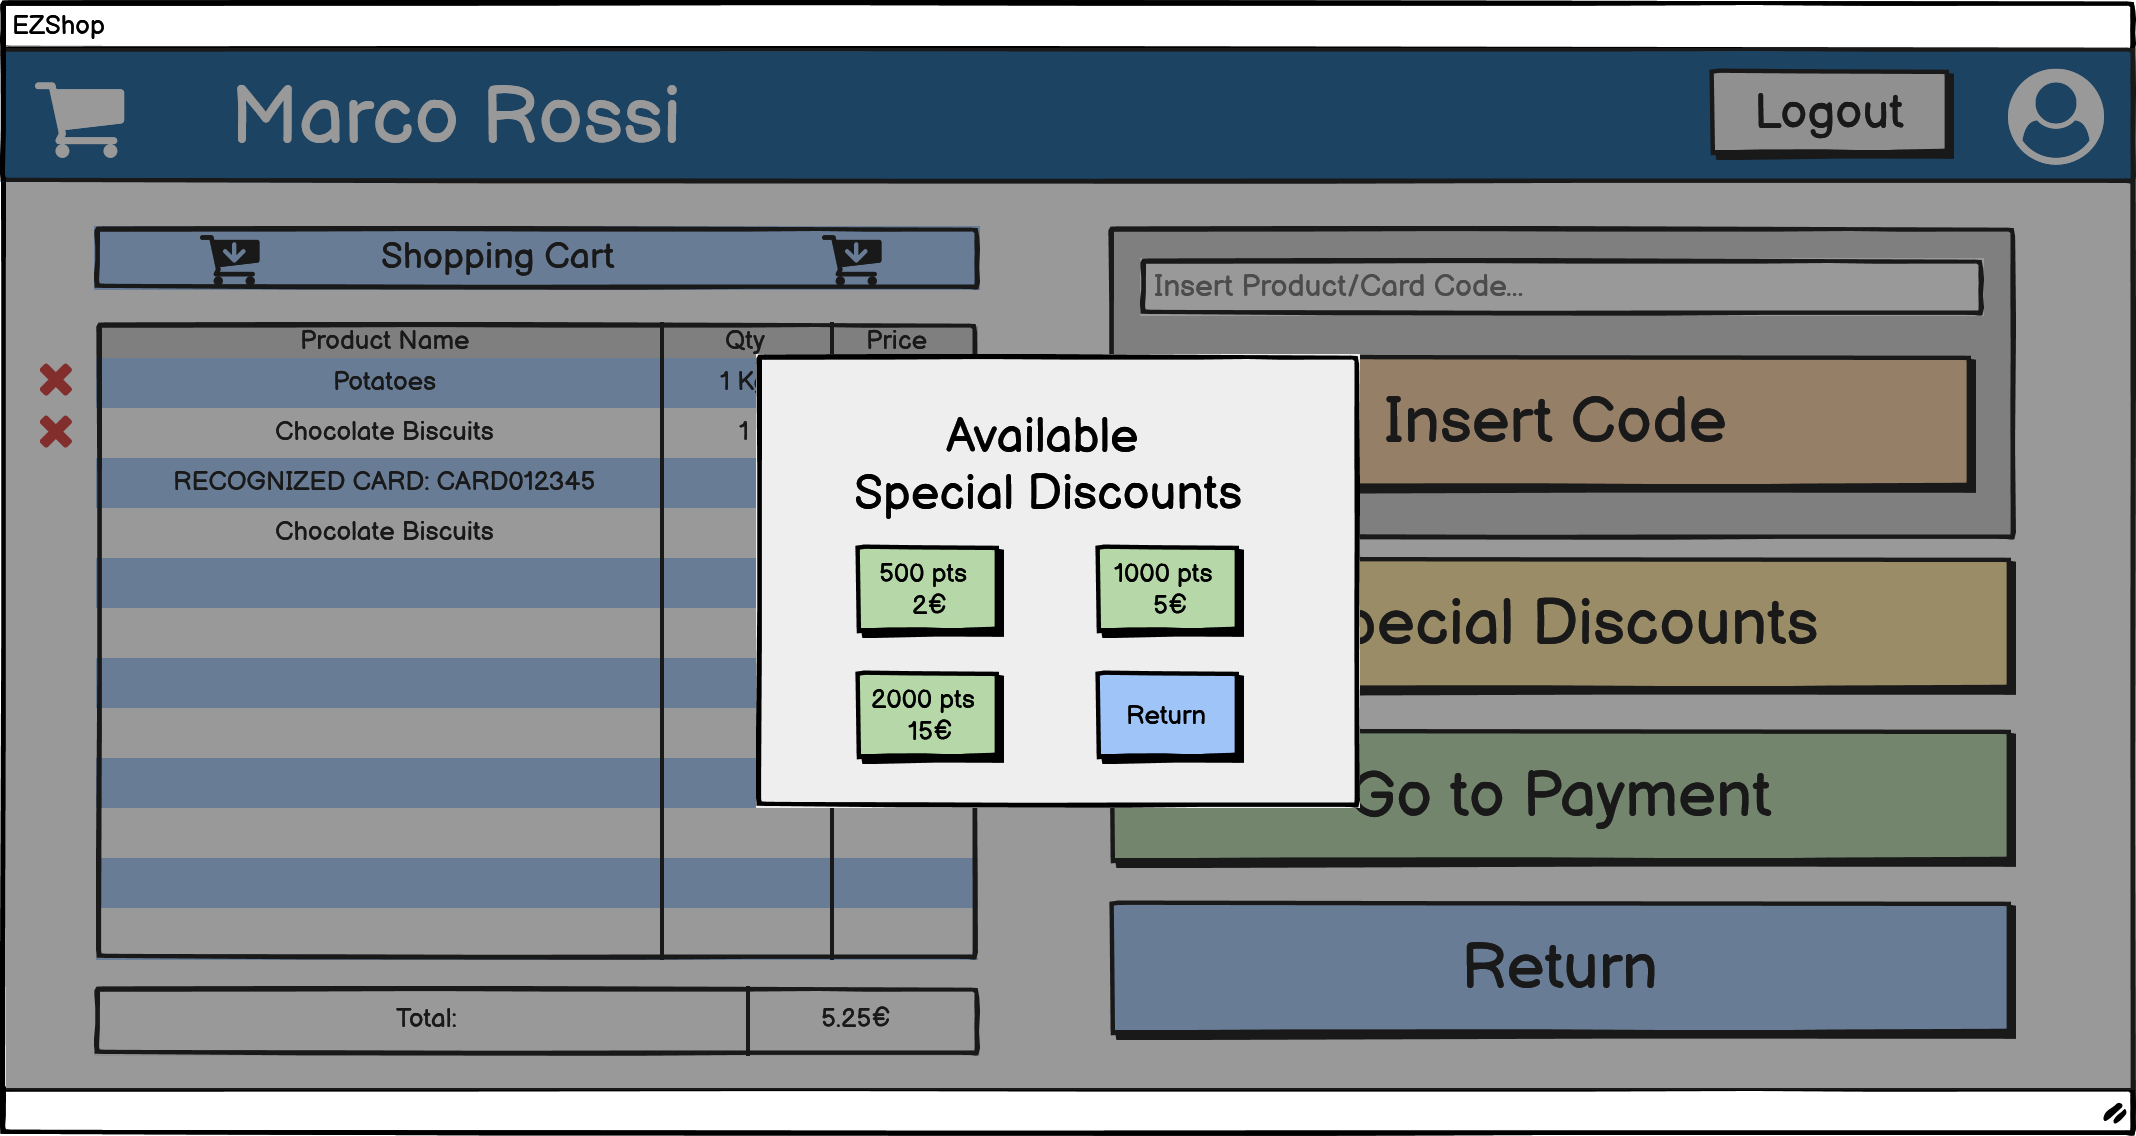 EZShop
Marco Rossi
Logout
Shopping Cart
Insert Product/Card Code...
Product Name Qty Price
Potatoes 1
Chocolate Biscuits 1
RECOGNIZED CARD: CARD012345
Chocolate Biscuits
Insert Code
Available
Special Discounts
500 pts
2€
1000 pts
5€
2000 pts
15€
Return
Discounts
Go to Payment
Return
Total: 5.25€